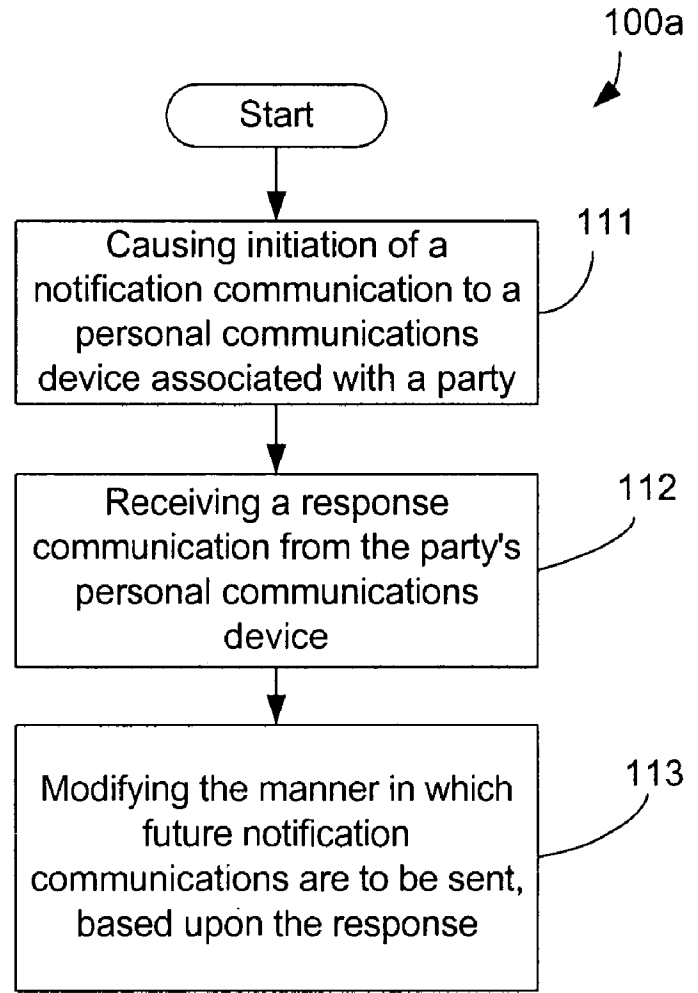 100a
Start
111
Causing initiation of a
notification communication to a
personal communications
device associated with a party
112
Receiving a response
communication from the party's
personal communications
device
113
Modifying the manner in which
future notification
communications are to be sent,
based upon the response